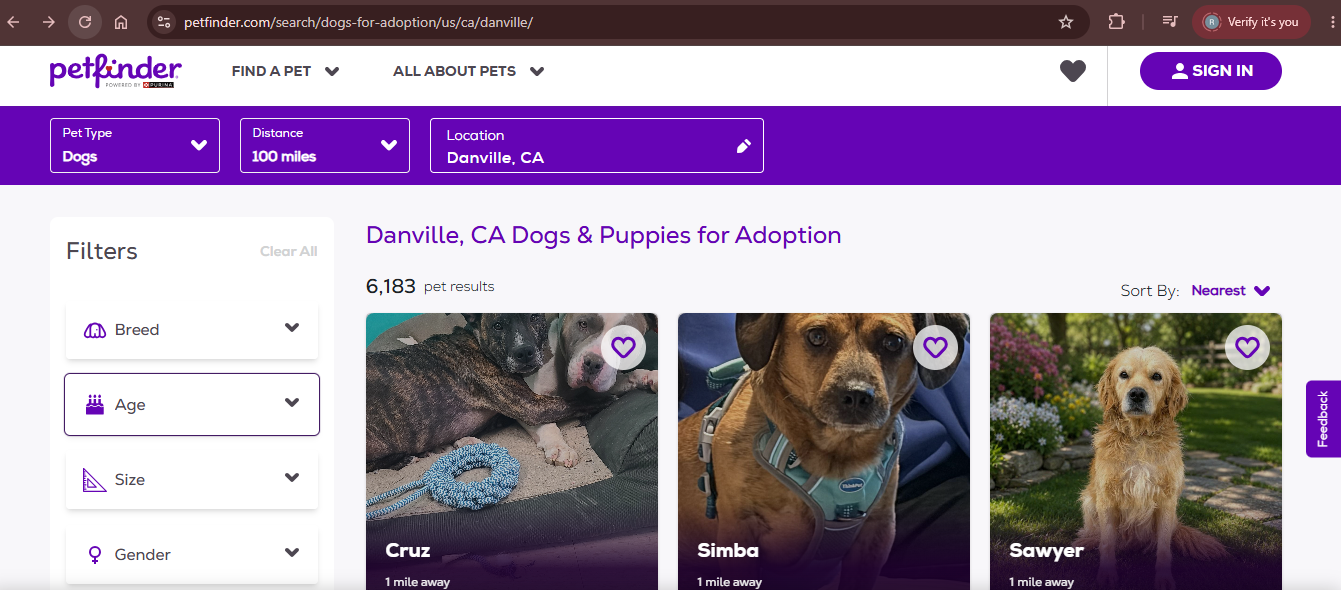 petfinder.com/search/dogs-for-adoption/us/ca/danville/
R
Verify it's you
petfinder
POWERED BY PURINA
FIND A PET
ALL ABOUT PETS
SIGN IN
Pet Type
Dogs
Distance
100 miles
Location
Danville, CA
Filters
Clear All
Breed
Age
Size
Gender
Danville, CA Dogs & Puppies for Adoption
6,183 pet results
Sort By: Nearest
Cruz
1 mile away
Simba
1 mile away
Sawyer
1 mile away
Feedback